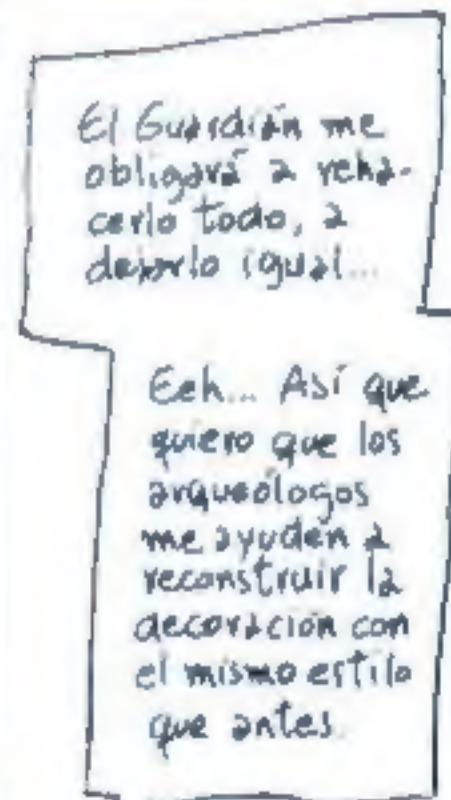 El Guardián me
obligará a reha-
cerlo todo, a
dejarlo igual...
Eeh... Así que
quiero que los
arqueólogos
me ayuden a
reconstruir la
decoración con
el mismo estilo
que antes.